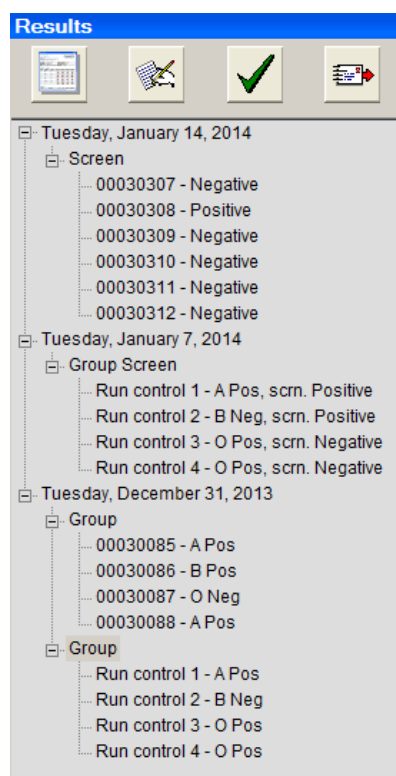 Results
Tuesday, January 14, 2014
Screen
00030307 - Negative
00030308 - Positive
00030309 - Negative
00030310 - Negative
00030311 - Negative
00030312 - Negative
Tuesday, January 7, 2014
Group Screen
Run control 1 - A Pos, scrn. Positive
Run control 2 - B Neg, scrn. Positive
Run control 3 - O Pos, scrn. Negative
Run control 4 - O Pos, scrn. Negative
Tuesday, December 31, 2013
Group
00030085 - A Pos
00030086 - B Pos
00030087 - O Neg
00030088 - A Pos
Group
Run control 1 - A Pos
Run control 2 - B Neg
Run control 3 - O Pos
Run control 4 - O Pos